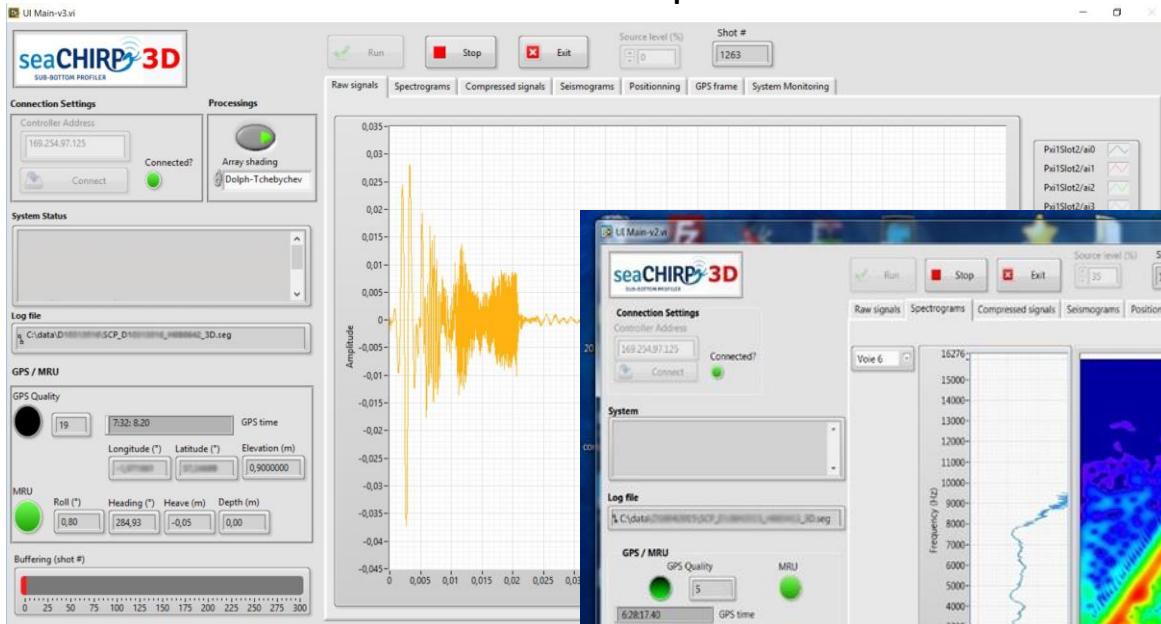 UI Main-v3.vi
seaCHIRP 3D
SUB-BOTTOM PROFILER
Run
Stop
Exit
Source level (%)
0
Shot #
1263
Raw signals
Spectrograms
Compressed signals
Seismograms
Positionning
GPS frame
System Monitoring
Connection Settings
Controller Address
169.254.97.125
Connected?
Connect
Processings
Array shading
Dolph-Tchebychev
System Status
Log file
3D.seg
GPS / MRU
GPS Quality
19
7:32: 8.20
GPS time
Longitude (°)
Latitude (°)
Elevation (m)
0,9000000
MRU
Roll (°)
Heading (°)
Heave (m)
Depth (m)
0,80
284,93
-0,05
0,00
Buffering (shot #)
0 25 50 75 100 125 150 175 200 225 250 275 300
Amplitude
0,035
0,03
0,025
0,02
0,015
0,01
0,005
0
-0,005
-0,01
-0,015
-0,02
-0,025
-0,03
-0,035
-0,04
-0,045
0 0,005 0,01 0,015 0,02 0,025
Pxi1Slot2/ai0
Pxi1Slot2/ai1
Pxi1Slot2/ai2
Pxi1Slot2/ai3
UI Main-v2.vi
seaCHIRP 3D
SUB-BOTTOM PROFILER
Run
Stop
Exit
Source level (%)
35
Raw signals
Spectrograms
Compressed signals
Seismograms
Position
Connection Settings
Controller Address
169.254.97.125
Connected?
Connect
System
Log file
3D.seg
GPS / MRU
GPS Quality
5
MRU
6:28:17.40
GPS time
Voie 6
Frequency (Hz)
16276
15000
14000
13000
12000
11000
10000
9000
8000
7000
6000
5000
4000